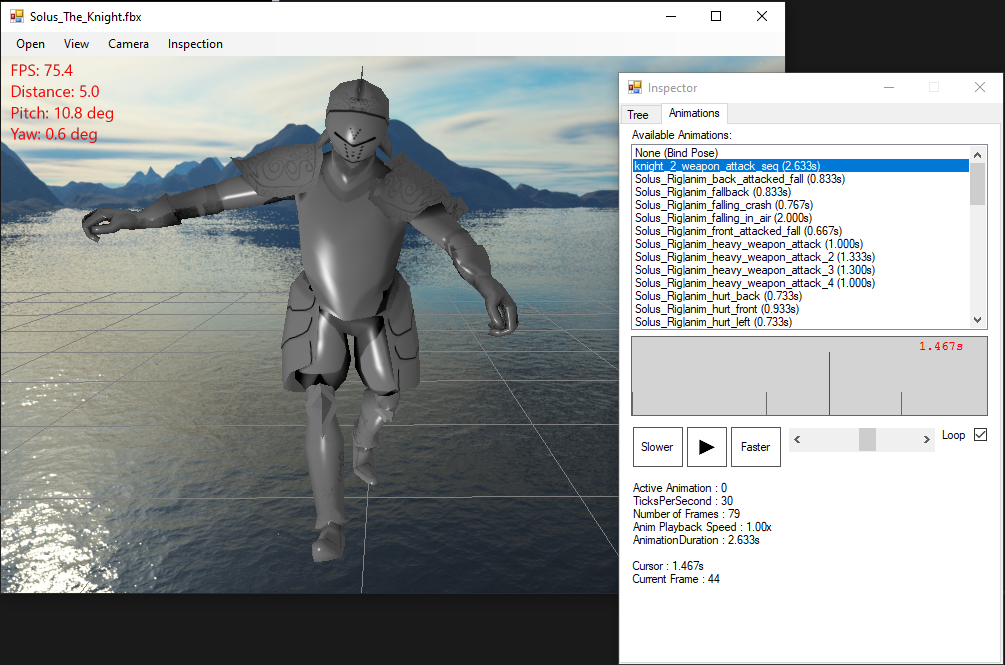 Solus_The_Knight.fbx
Open View Camera Inspection
FPS: 75.4
Distance: 5.0
Pitch: 10.8 deg
Yaw: 0.6 deg
Inspector
Tree Animations
Available Animations:
None (Bind Pose)
knight_2_weapon_attack_seq (2.633s)
Solus_Rig|anim_back_attacked_fall (0.833s)
Solus_Rig|anim_fallback (0.833s)
Solus_Rig|anim_falling_crash (0.767s)
Solus_Rig|anim_falling_in_air (2.000s)
Solus_Rig|anim_front_attacked_fall (0.667s)
Solus_Rig|anim_heavy_weapon_attack (1.000s)
Solus_Rig|anim_heavy_weapon_attack_2 (1.333s)
Solus_Rig|anim_heavy_weapon_attack_3 (1.300s)
Solus_Rig|anim_heavy_weapon_attack_4 (1.000s)
Solus_Rig|anim_hurt_back (0.733s)
Solus_Rig|anim_hurt_front (0.933s)
Solus_Rig|anim_hurt_left (0.733s)
1.467s
Slower Faster Loop
Active Animation : 0
TicksPerSecond : 30
Number of Frames : 79
Anim Playback Speed : 1.00x
AnimationDuration : 2.633s
Cursor : 1.467s
Current Frame : 44